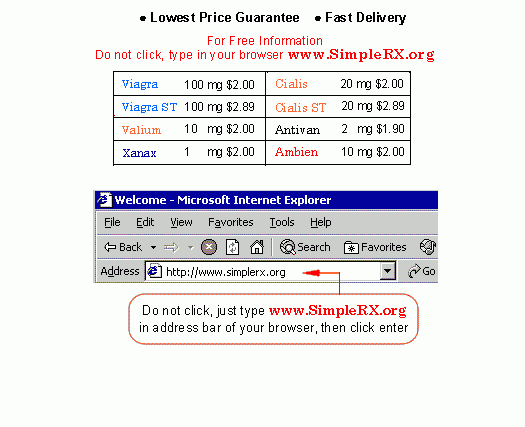 ● Lowest Price Guarantee ● Fast Delivery
For Free Information
Do not click, type in your browser www.SimpleRX.org
Viagra 100 mg $2.00 Cialis 20 mg $2.00
Viagra ST 100 mg $2.89 Cialis ST 20 mg $2.89
Valium 10 mg $2.00 Antivan 2 mg $1.90
Xanax 1 mg $2.00 Ambien 10 mg $2.00
Welcome - Microsoft Internet Explorer
File Edit View Favorites Tools Help
Back Search Favorites
Address http://www.simplerx.org Go
Do not click, just type www.SimpleRX.org
in address bar of your browser, then click enter